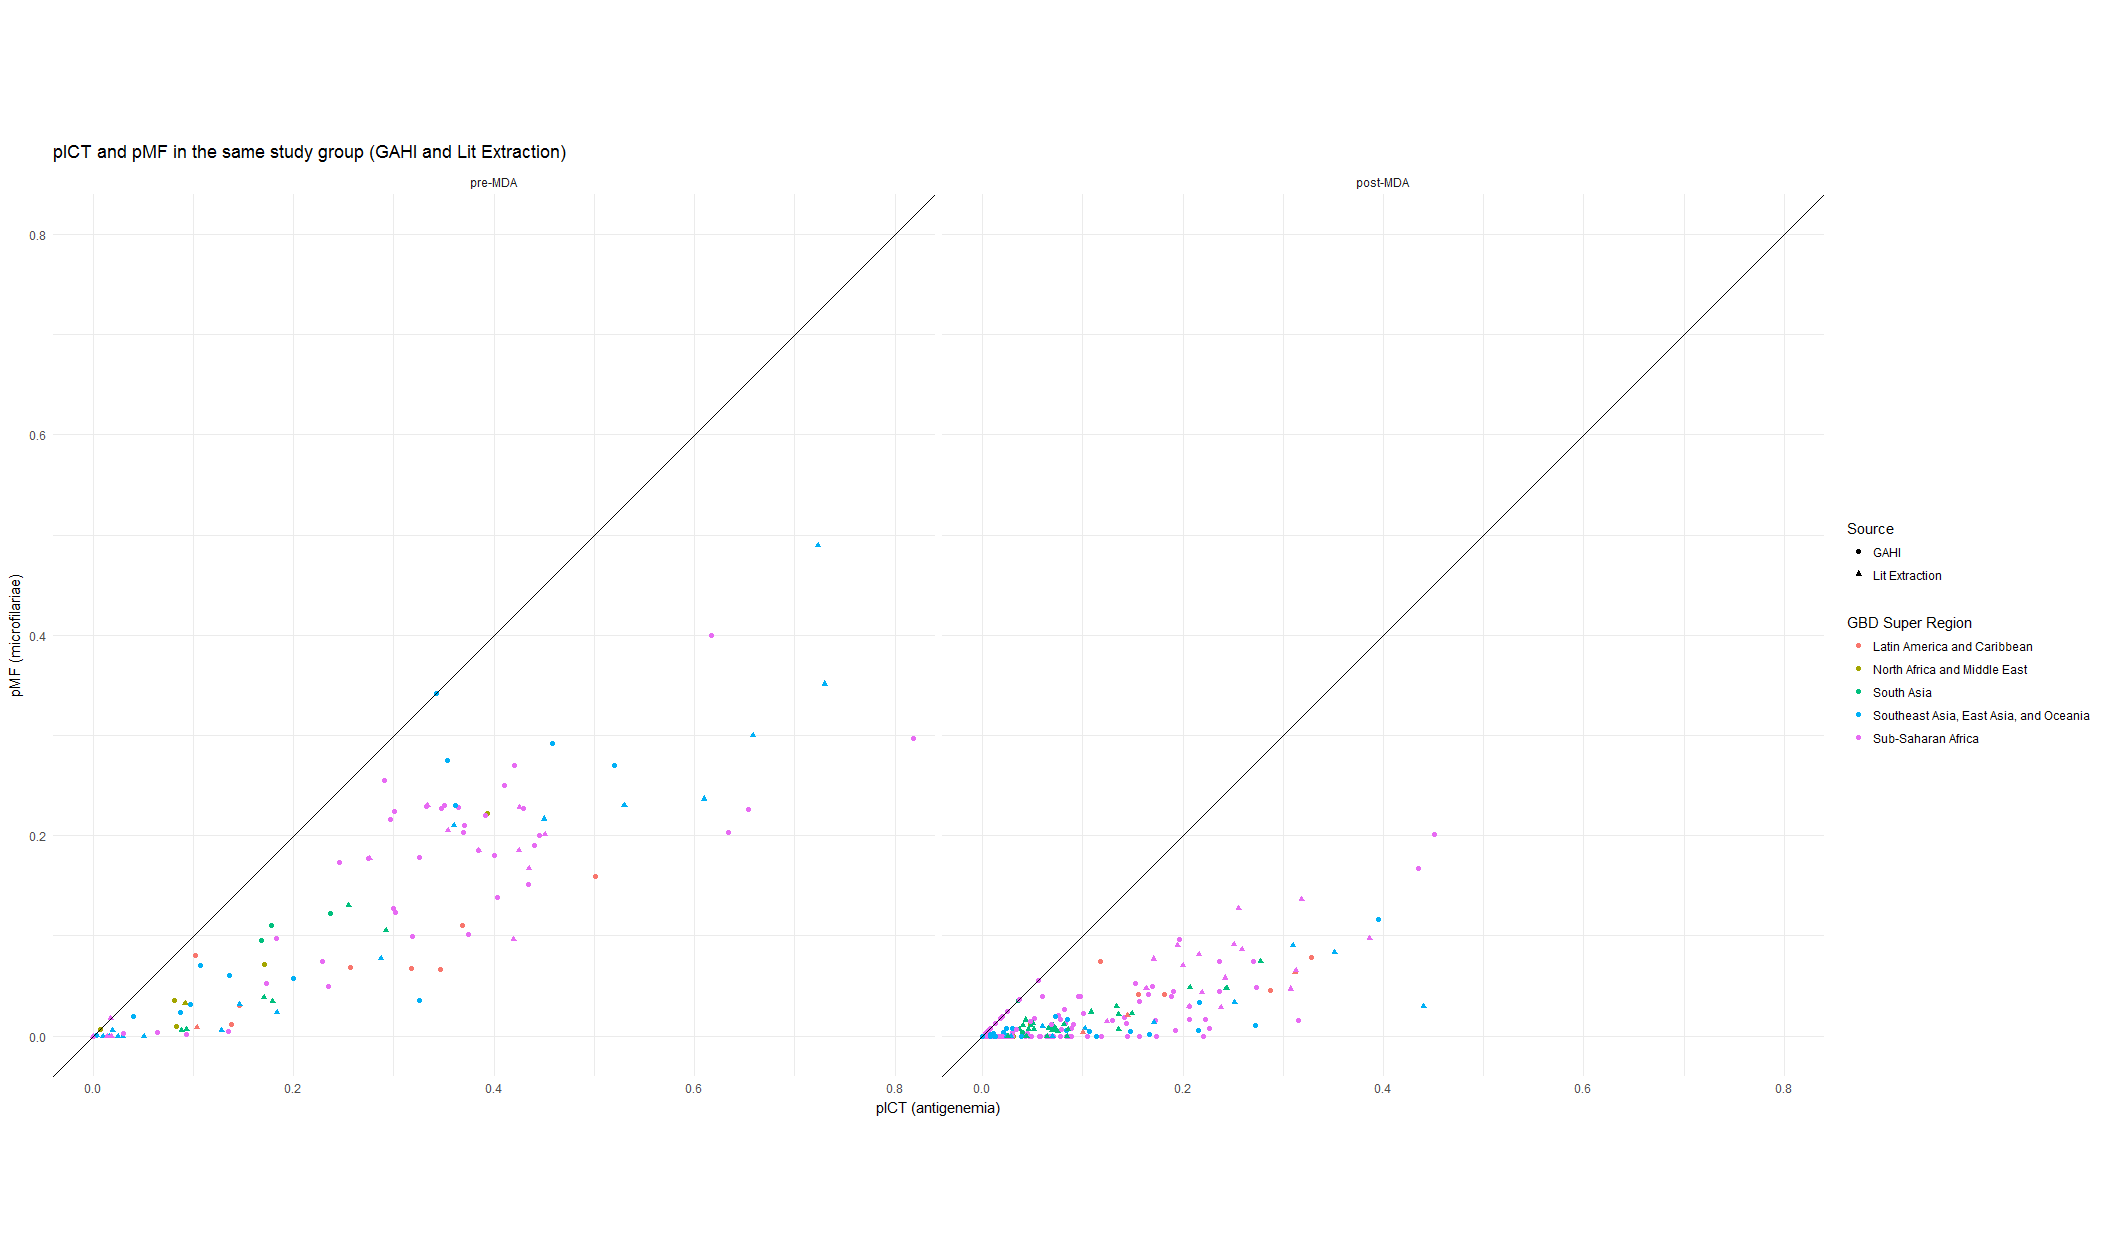 pICT and pMF in the same study group (GAHI and Lit Extraction)
pre-MDA
post-MDA
0.8
0.6
0.4
0.2
0.0
pMF (microfilariae)
0.0 0.2 0.4 0.6 0.8
0.0 0.2 0.4 0.6 0.8
pICT (antigenemia)
Source
GAHI
Lit Extraction
GBD Super Region
Latin America and Caribbean
North Africa and Middle East
South Asia
Southeast Asia, East Asia, and Oceania
Sub-Saharan Africa